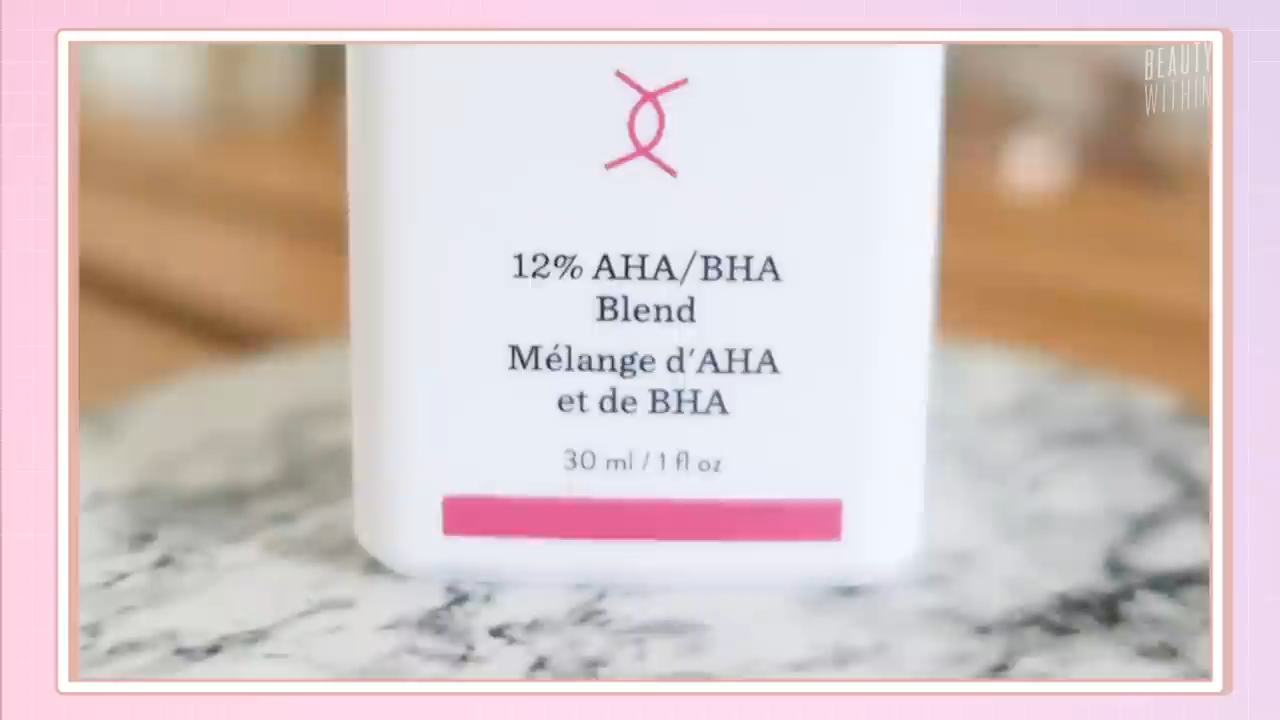 BEAUTY
WITHIN
12% AHA/BHA
Blend
Mélange d'AHA
et de BHA
30 ml / 1 fl oz